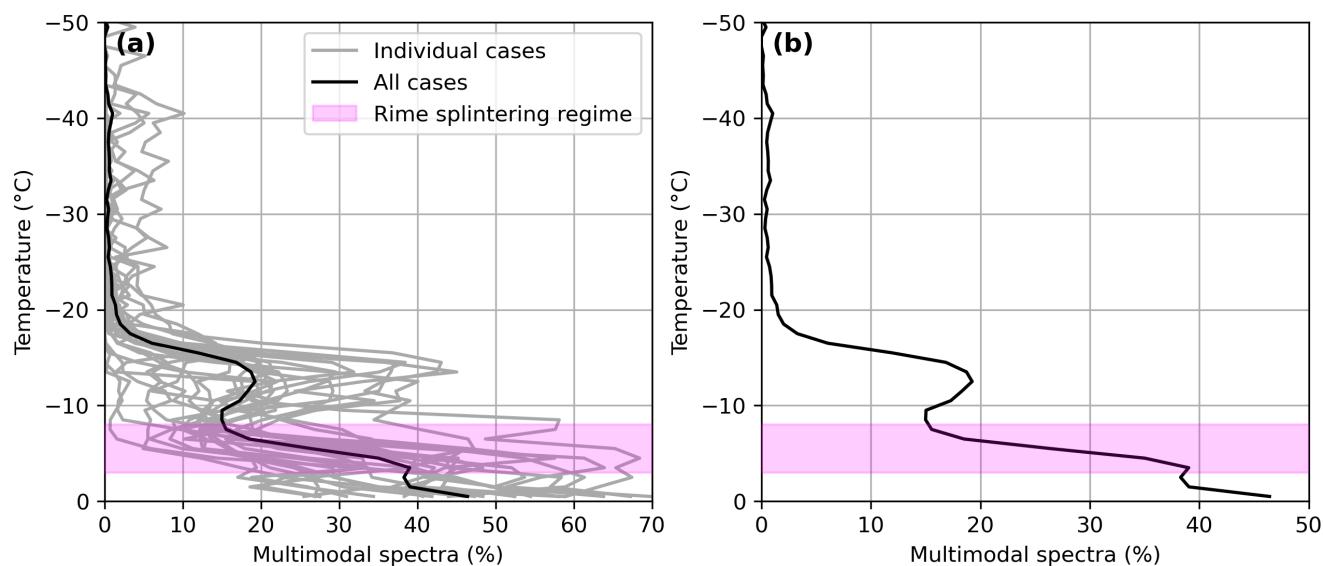 (a)
Individual cases
All cases
Rime splintering regime
−50
−40
−30
−20
−10
0
Temperature (°C)
0 10 20 30 40 50 60 70
Multimodal spectra (%)
(b)
−50
−40
−30
−20
−10
0
Temperature (°C)
0 10 20 30 40 50
Multimodal spectra (%)